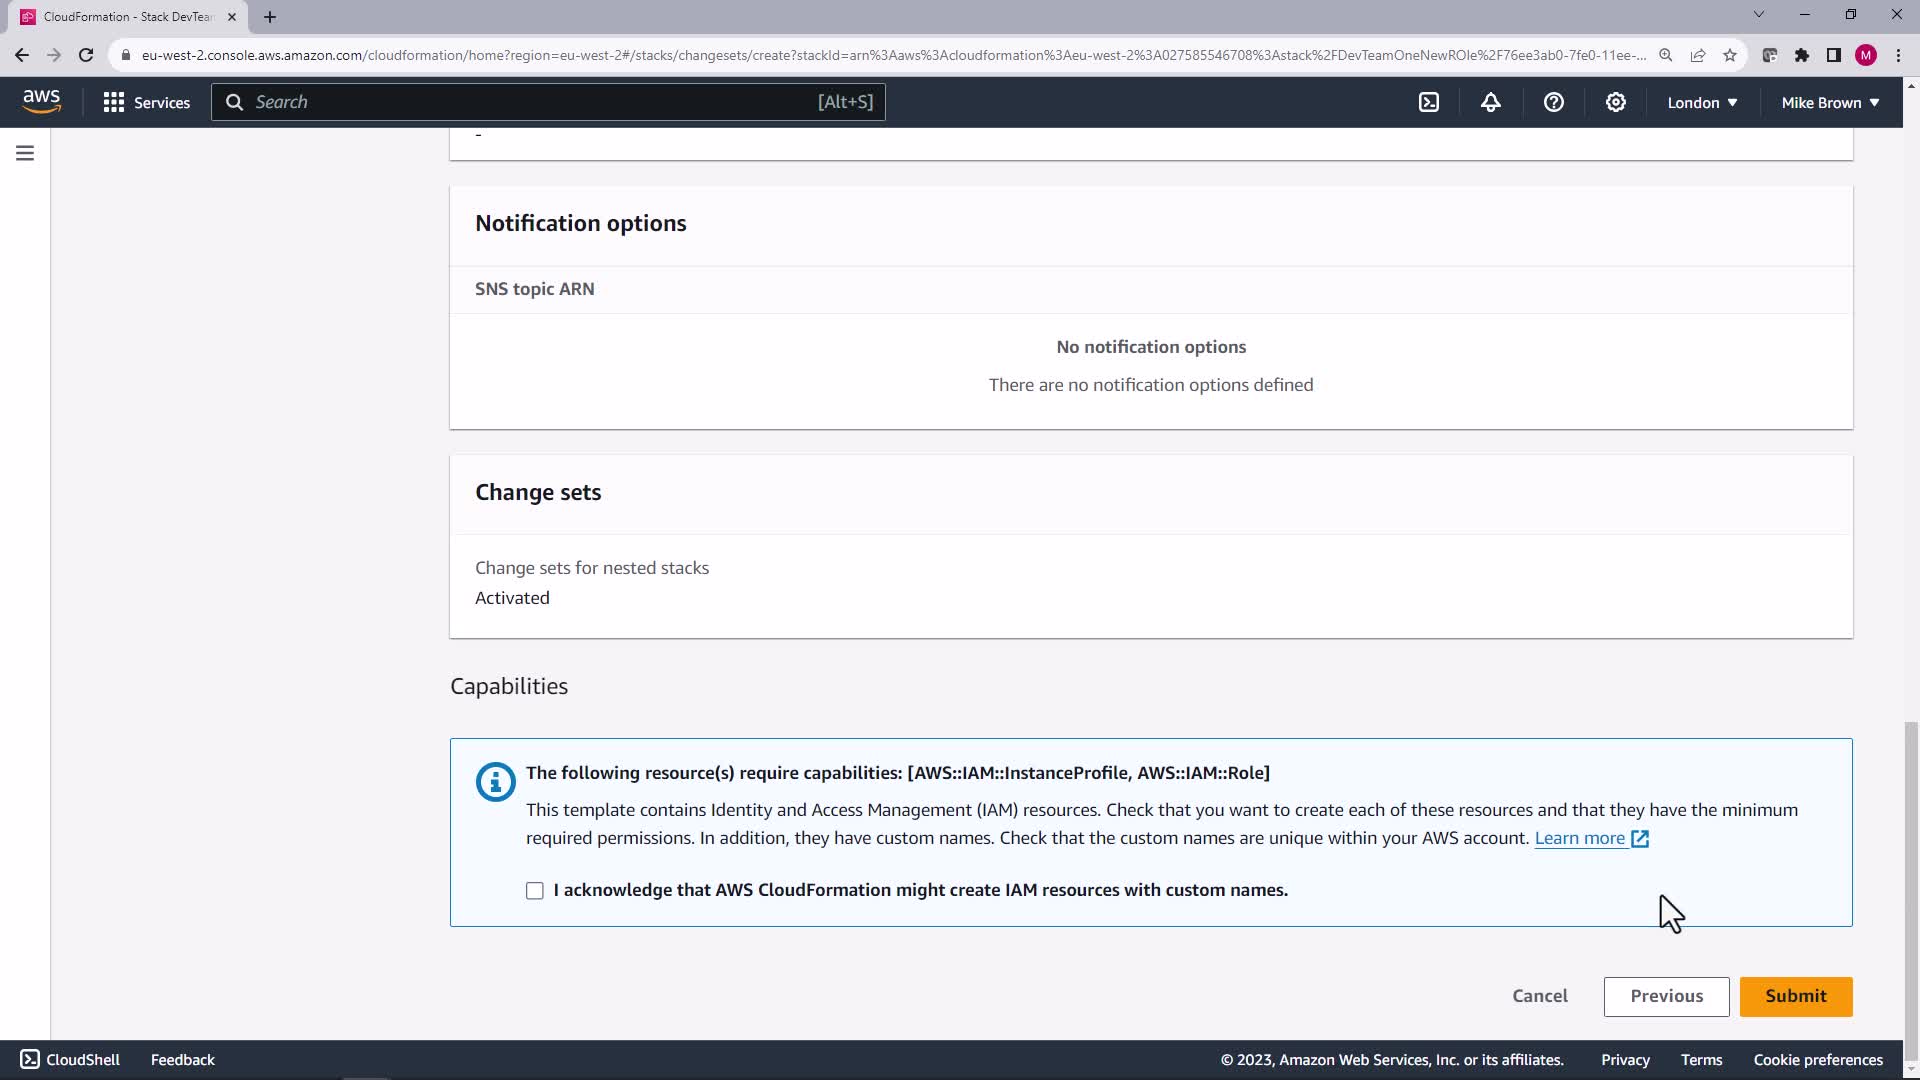 CloudFormation - Stack DevTea
eu-west-2.console.aws.amazon.com/cloudformation/home?region=eu-west-2#/stacks/changesets/create?stackId=arn%3Aaws%3Acloudformation%3Aeu-west-2%3A027585546708%3Astack%2FDevTeamOneNewROle%2F76ee3ab0-7fe0-11ee-...
M
aws
Services
Search
[Alt+S]
London
Mike Brown
-
Notification options
SNS topic ARN
No notification options
There are no notification options defined
Change sets
Change sets for nested stacks
Activated
Capabilities
The following resource(s) require capabilities: [AWS::IAM::InstanceProfile, AWS::IAM::Role]
This template contains Identity and Access Management (IAM) resources. Check that you want to create each of these resources and that they have the minimum
required permissions. In addition, they have custom names. Check that the custom names are unique within your AWS account. Learn more
I acknowledge that AWS CloudFormation might create IAM resources with custom names.
Cancel
Previous
Submit
CloudShell
Feedback
© 2023, Amazon Web Services, Inc. or its affiliates.
Privacy
Terms
Cookie preferences